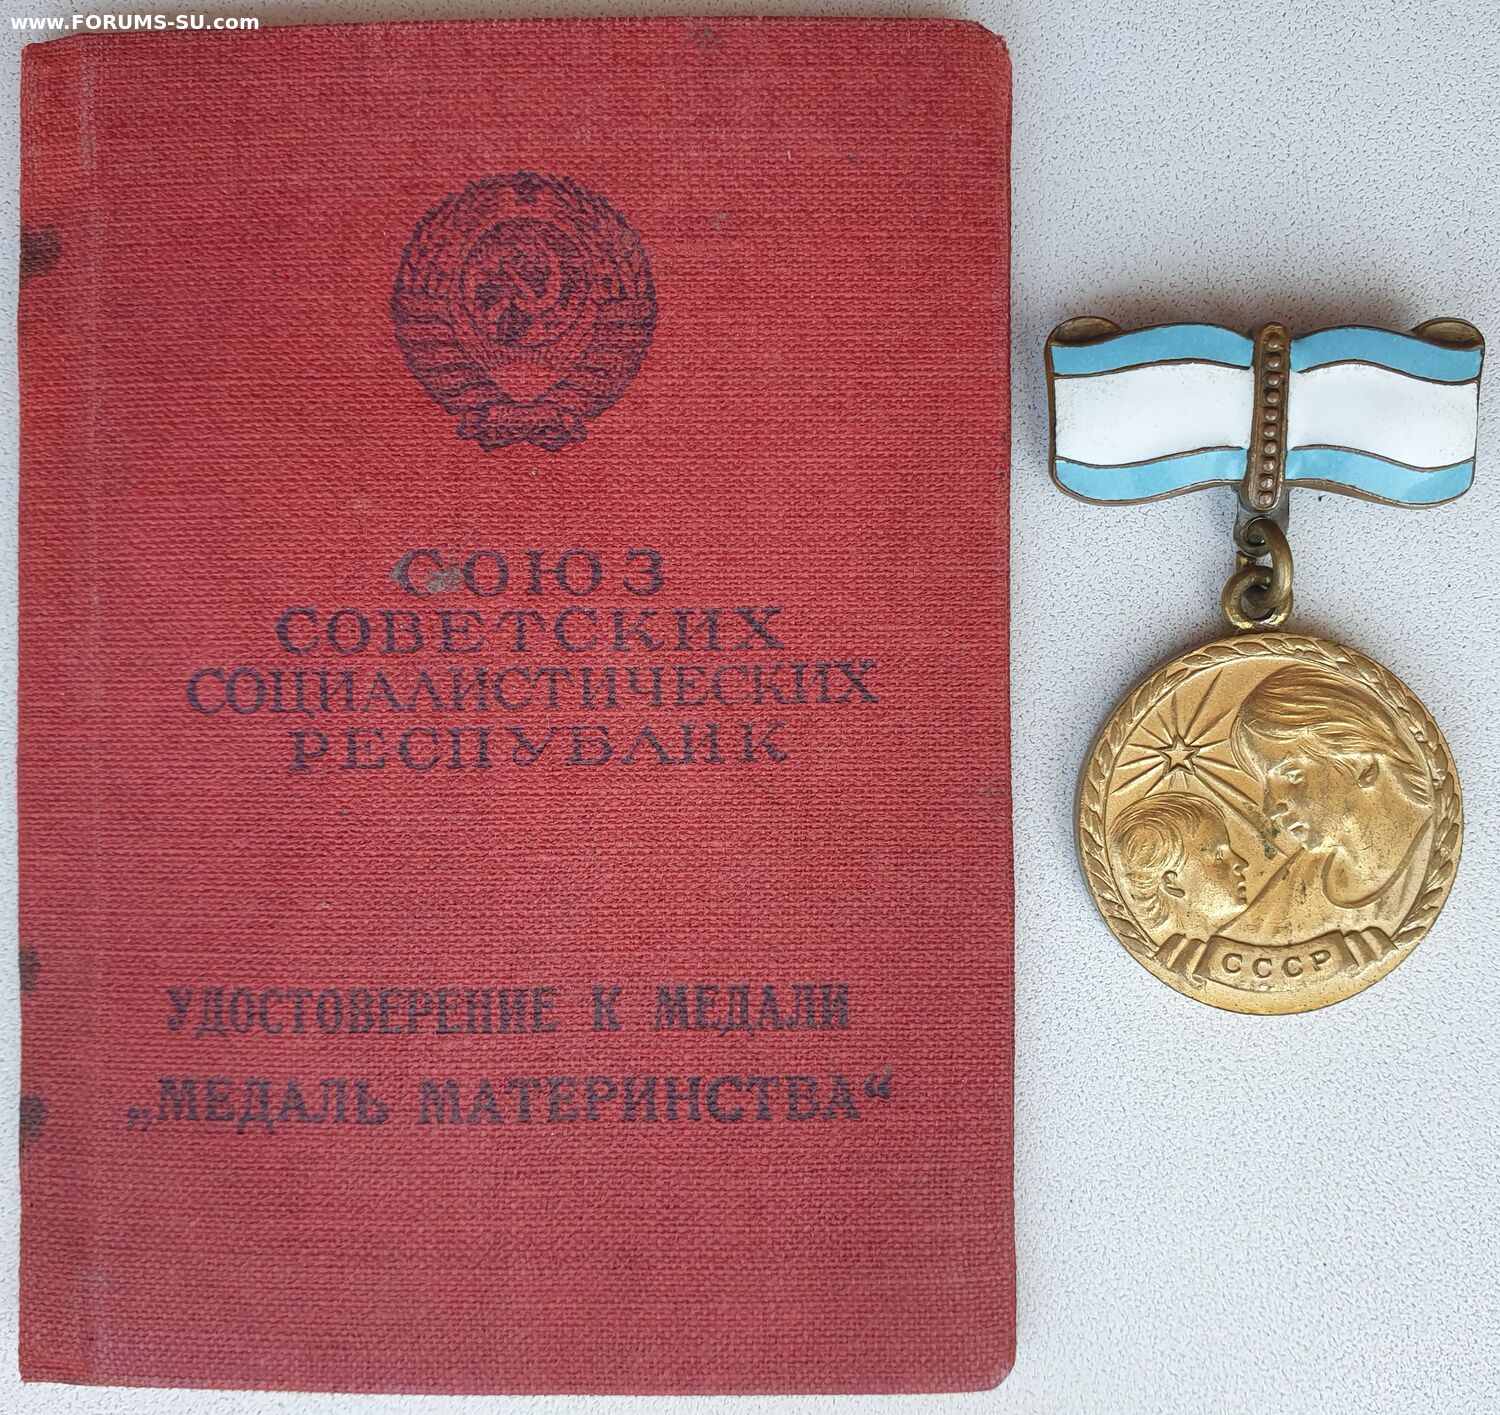 www.FORUMS-SU.com
СОЮЗ
СОВЕТСКИХ
СОЦИАЛИСТИЧЕСКИХ
РЕСПУБЛИК
УДОСТОВЕРЕНИЕ К МЕДАЛИ
„МЕДАЛЬ МАТЕРИНСТВА“
СССР